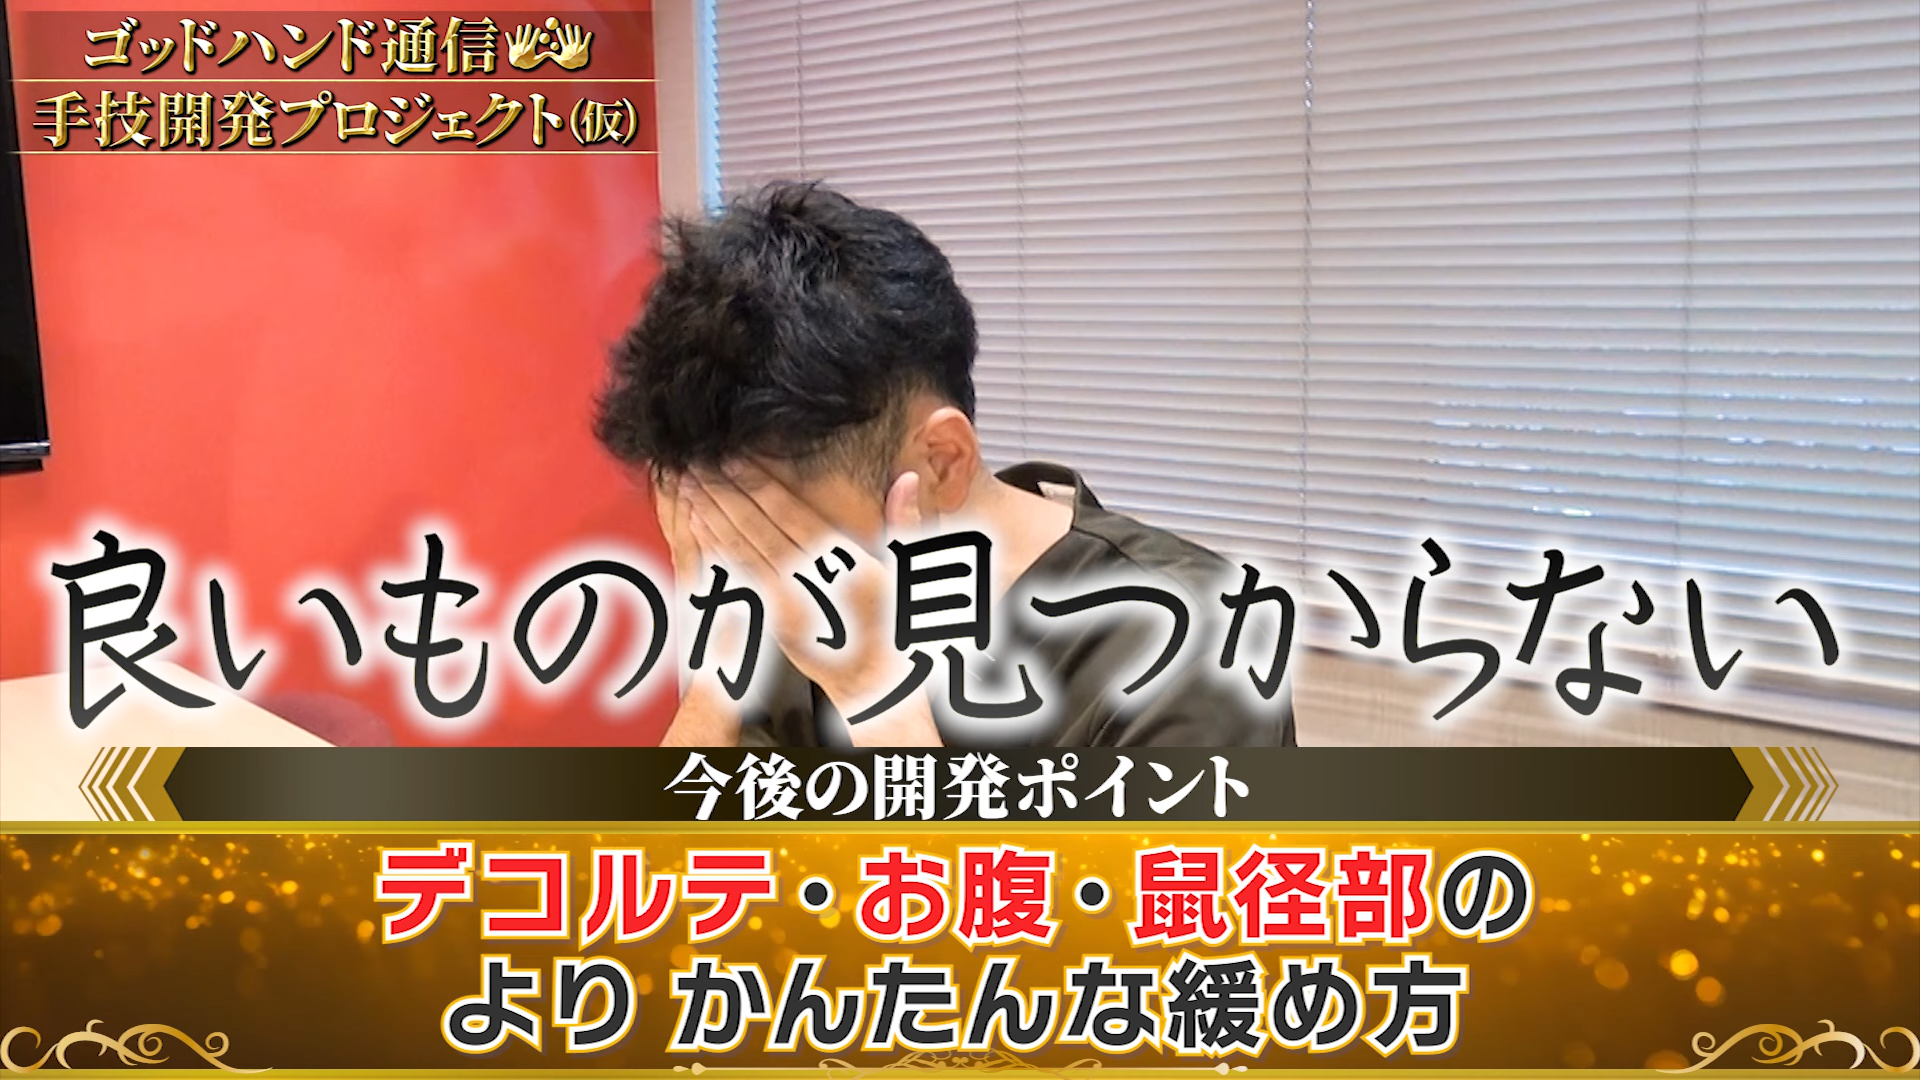 ゴッドハンド通信
手技開発プロジェクト(仮)
良いものが見つからない
今後の開発ポイント
デコルテ・お腹・鼠径部の
より かんたんな緩め方